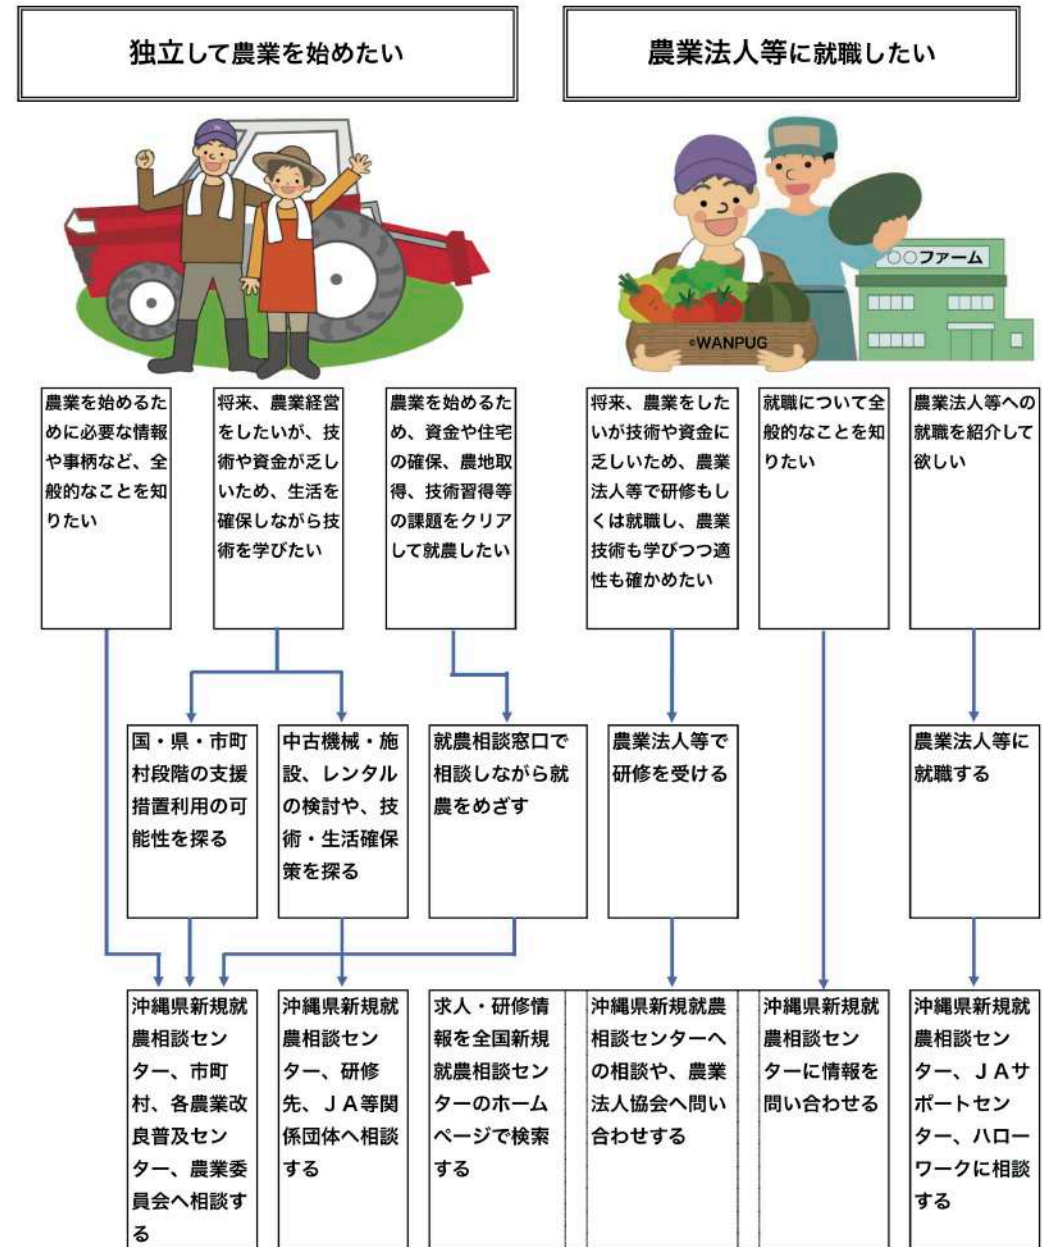 独立して農業を始めたい
農業法人等に就職したい
○○ファーム
©WANPUG
農業を始めるた
めに必要な情報
や事柄など、全
般的なことを知
りたい
将来、農業経営
をしたいが、技
術や資金が乏し
いため、生活を
確保しながら技
術を学びたい
農業を始めるた
め、資金や住宅
の確保、農地取
得、技術習得等
の課題をクリア
して就農したい
将来、農業をした
いが技術や資金に
乏しいため、農業
法人等で研修もし
くは就職し、農業
技術も学びつつ適
性も確かめたい
就職について全
般的なことを知
りたい
農業法人等への
就職を紹介して
欲しい
国・県・市町
村段階の支援
措置利用の可
能性を探る
中古機械・施
設、レンタル
の検討や、技
術・生活確保
策を探る
就農相談窓口で
相談しながら就
農をめざす
農業法人等で
研修を受ける
農業法人等に
就職する
沖縄県新規就
農相談セン
ター、市町
村、各農業改
良普及セン
ター、農業委
員会へ相談す
る
沖縄県新規就
農相談セン
ター、研修
先、ＪＡ等関
係団体へ相談
する
求人・研修情
報を全国新規
就農相談セン
ターのホーム
ページで検索
する
沖縄県新規就農
相談センターへ
の相談や、農業
法人協会へ問い
合わせする
沖縄県新規就
農相談セン
ターに情報を
問い合わせる
沖縄県新規就
農相談セン
ター、ＪＡサ
ポートセン
ター、ハロー
ワークに相談
する